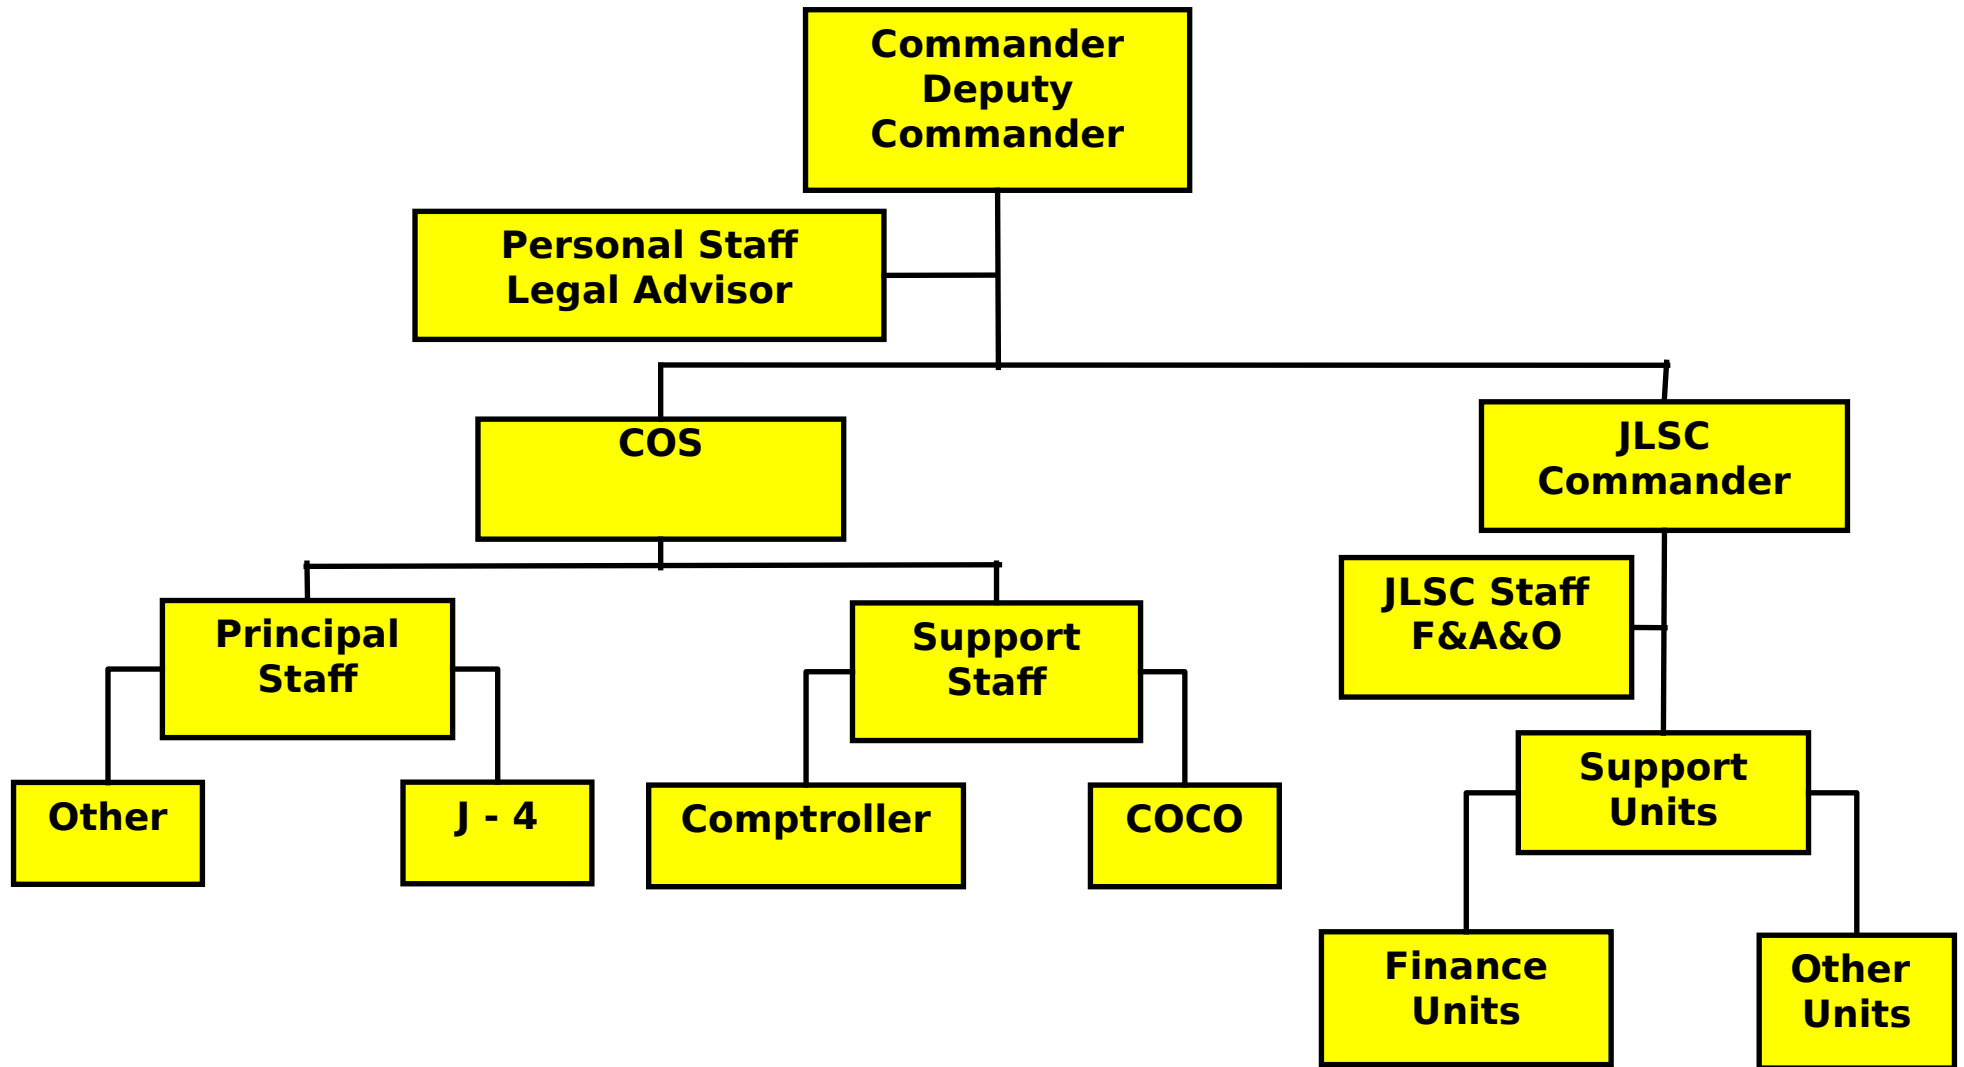 Commander
Deputy
Commander
Personal Staff
Legal Advisor
COS
JLSC
Commander
JLSC Staff
F&A&O
Principal
Staff
Support
Staff
Other
J - 4
Comptroller
COCO
Support
Units
Finance
Units
Other
Units